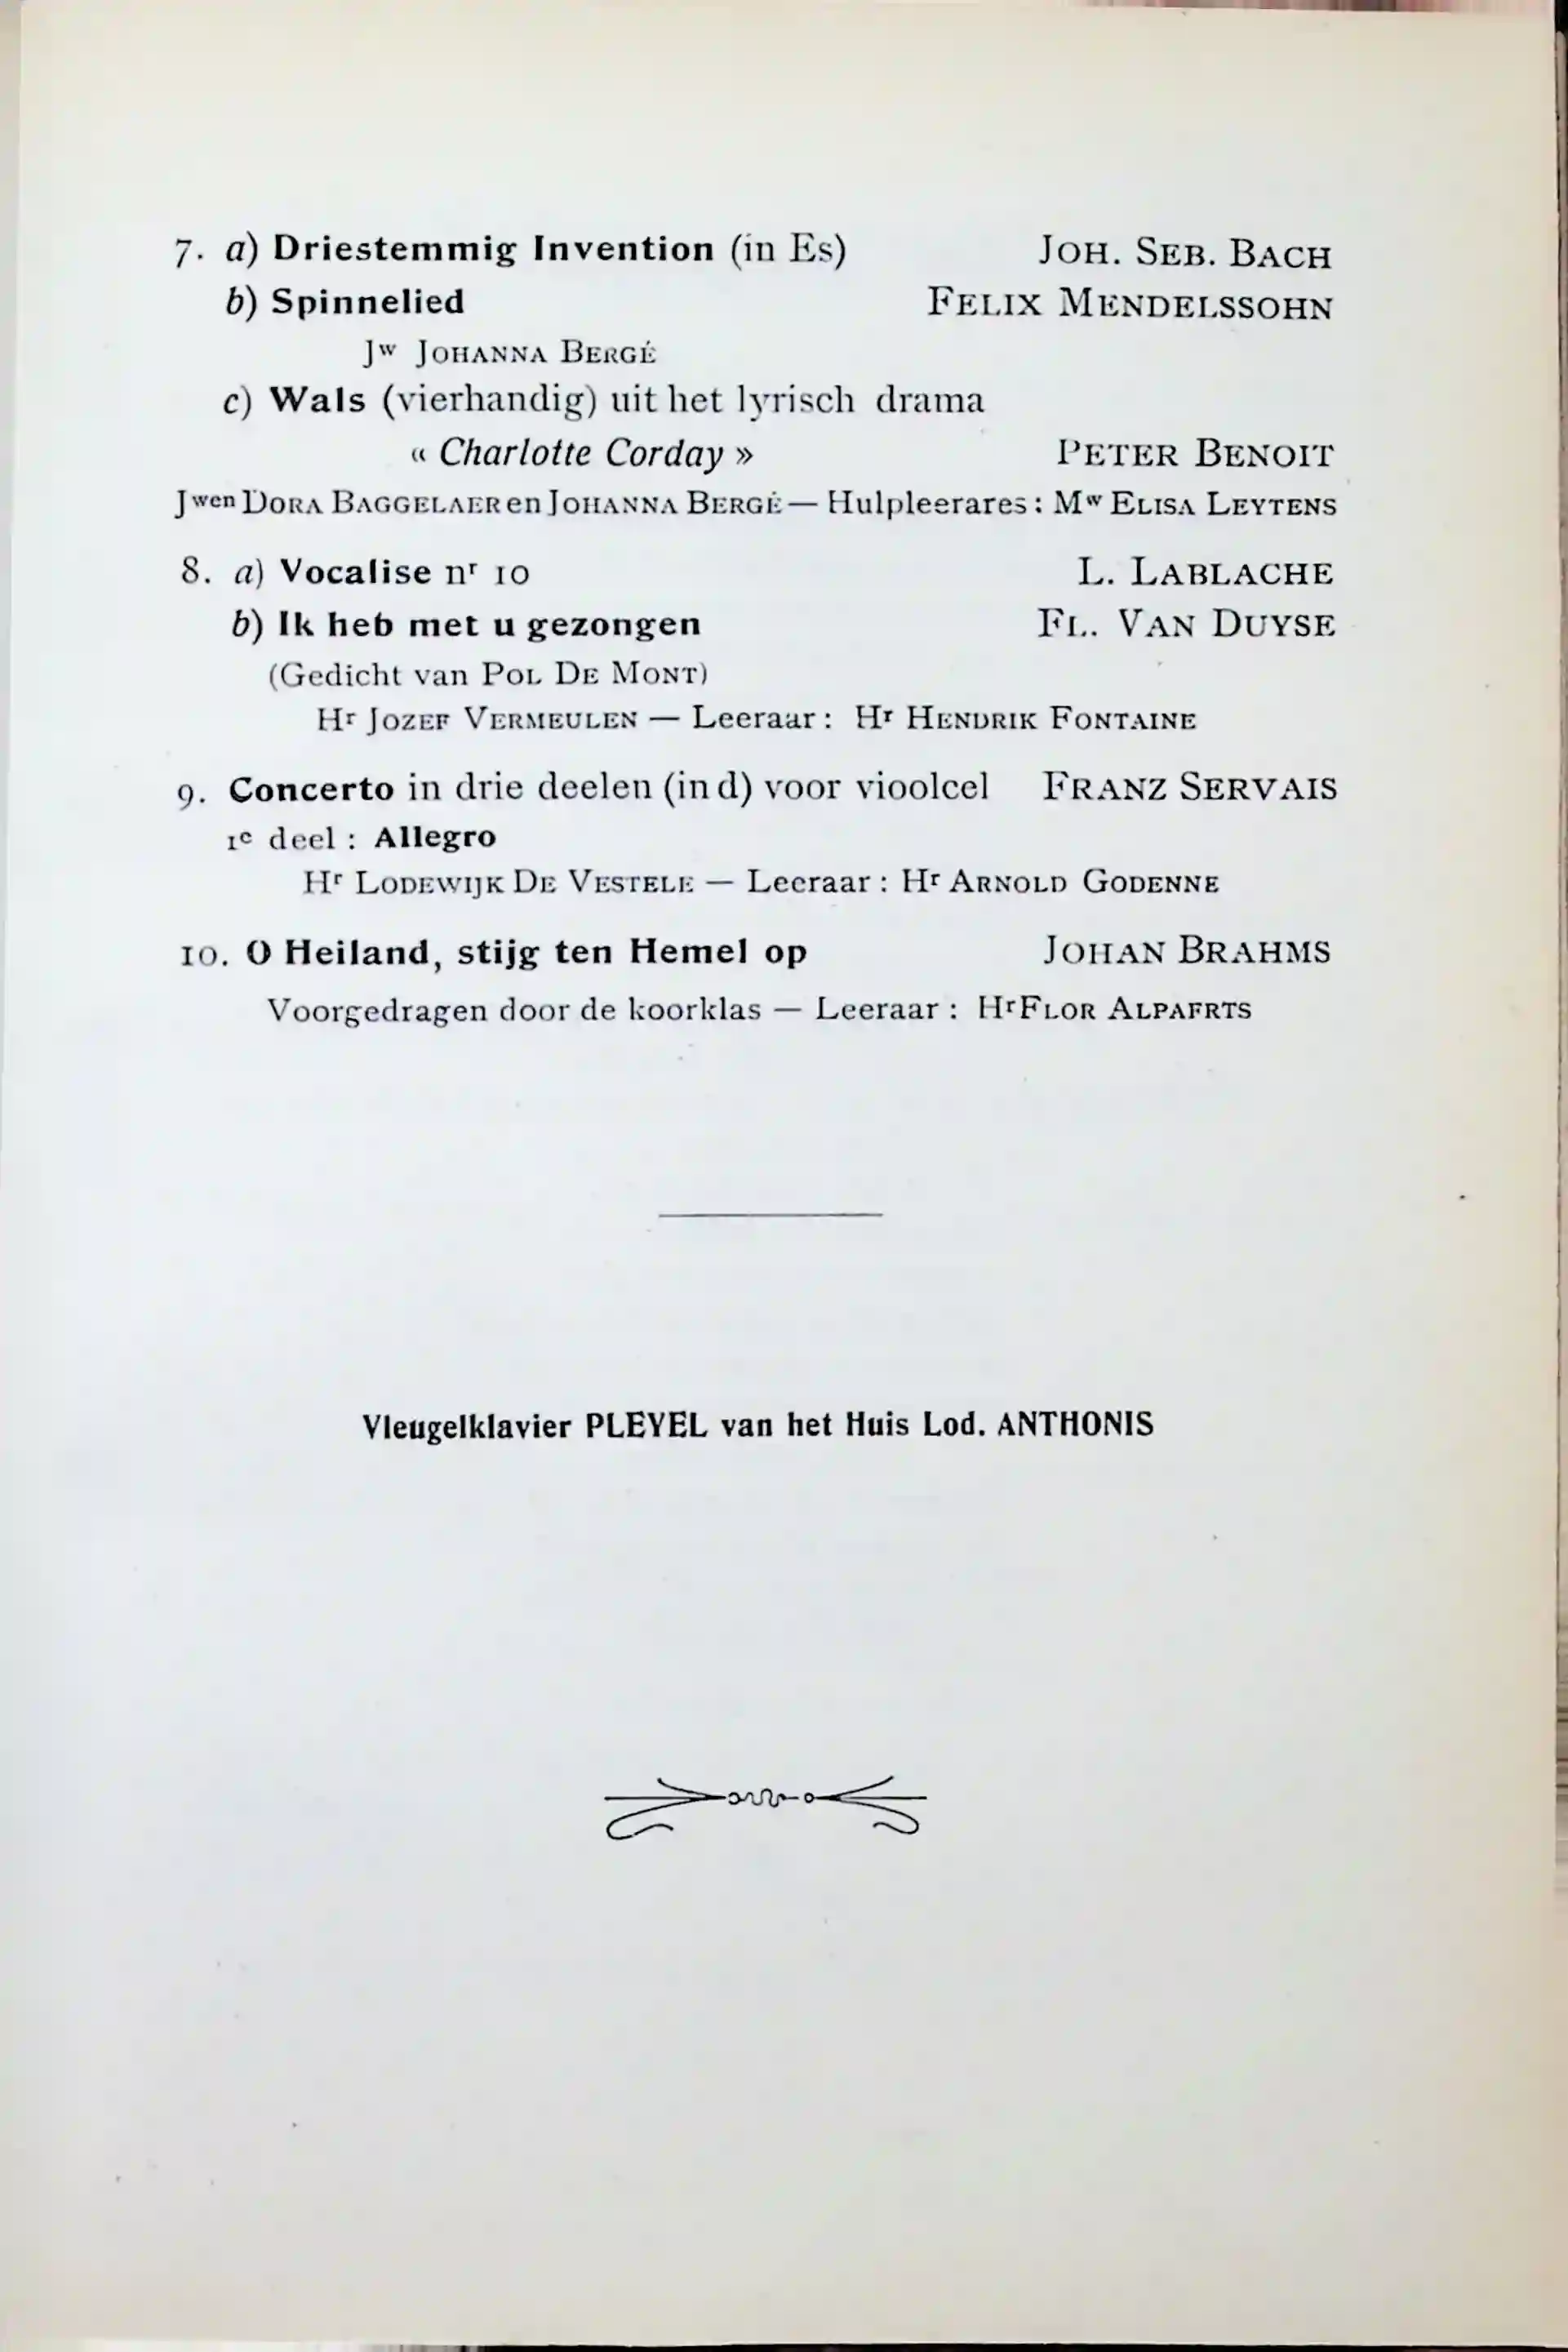 7. a) Driestemmig Invention (in Es) JOH. SEB. BACH
b) Spinnelied FELIX MENDELSSOHN
Jw JOHANNA BERGÉ
c) Wals (vierhandig) uit het lyrisch drama
« Charlotte Corday » PETER BENOIT
Jwen DORA BAGGELAER en JOHANNA BERGÉ — Hulpleerares : Mw ELISA LEYTENS
8. a) Vocalise nr 10 L. LABLACHE
b) Ik heb met u gezongen FL. VAN DUYSE
(Gedicht van POL DE MONT)
Hr JOZEF VERMEULEN — Leeraar : Hr HENDRIK FONTAINE
9. Concerto in drie deelen (in d) voor vioolcel FRANZ SERVAIS
1e deel : Allegro
Hr LODEWIJK DE VESTELE — Leeraar : Hr ARNOLD GODENNE
10. O Heiland, stijg ten Hemel op JOHAN BRAHMS
Voorgedragen door de koorklas — Leeraar : Hr FLOR ALPAERTS
Vleugelklavier PLEYEL van het Huis Lod. ANTHONIS